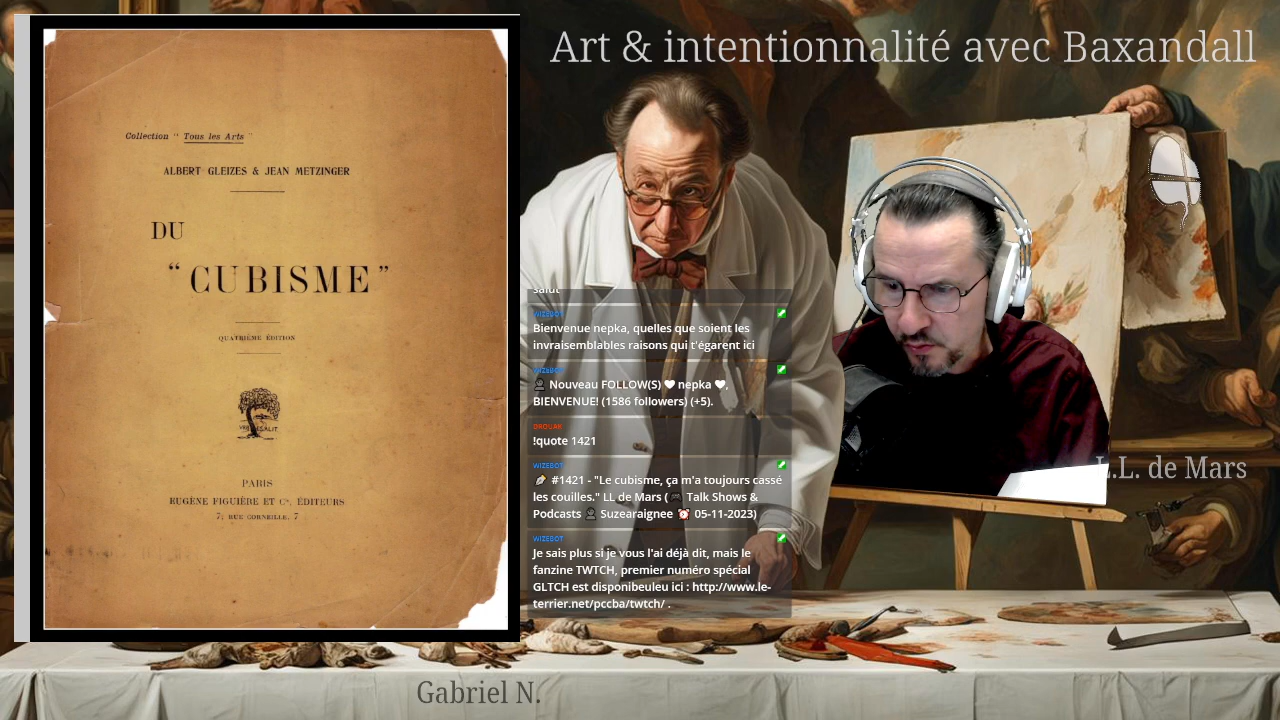 Art & intentionnalité avec Baxandall
Collection “ Tous les Arts ”
ALBERT GLEIZES & JEAN METZINGER
DU
“ CUBISME ”
QUATRIÈME ÉDITION
PARIS
EUGÈNE FIGUIÈRE ET Cie, ÉDITEURS
7, RUE CORNEILLE, 7
salut
WIZEBOT
Bienvenue nepka, quelles que soient les
invraisemblables raisons qui t'égarent ici
WIZEBOT
Nouveau FOLLOW(S) ♥ nepka ♥,
BIENVENUE! (1586 followers) (+5).
!quote 1421
WIZEBOT
#1421 - "Le cubisme, ça m'a toujours cassé
les couilles." LL de Mars ( Talk Shows &
Podcasts Suzearaignee 05-11-2023)
WIZEBOT
Je sais plus si je vous l'ai déjà dit, mais le
fanzine TWTCH, premier numéro spécial
GLTCH est disponibeuleu ici : http://www.le-
terrier.net/pccba/twtch/ .
L.L. de Mars
Gabriel N.